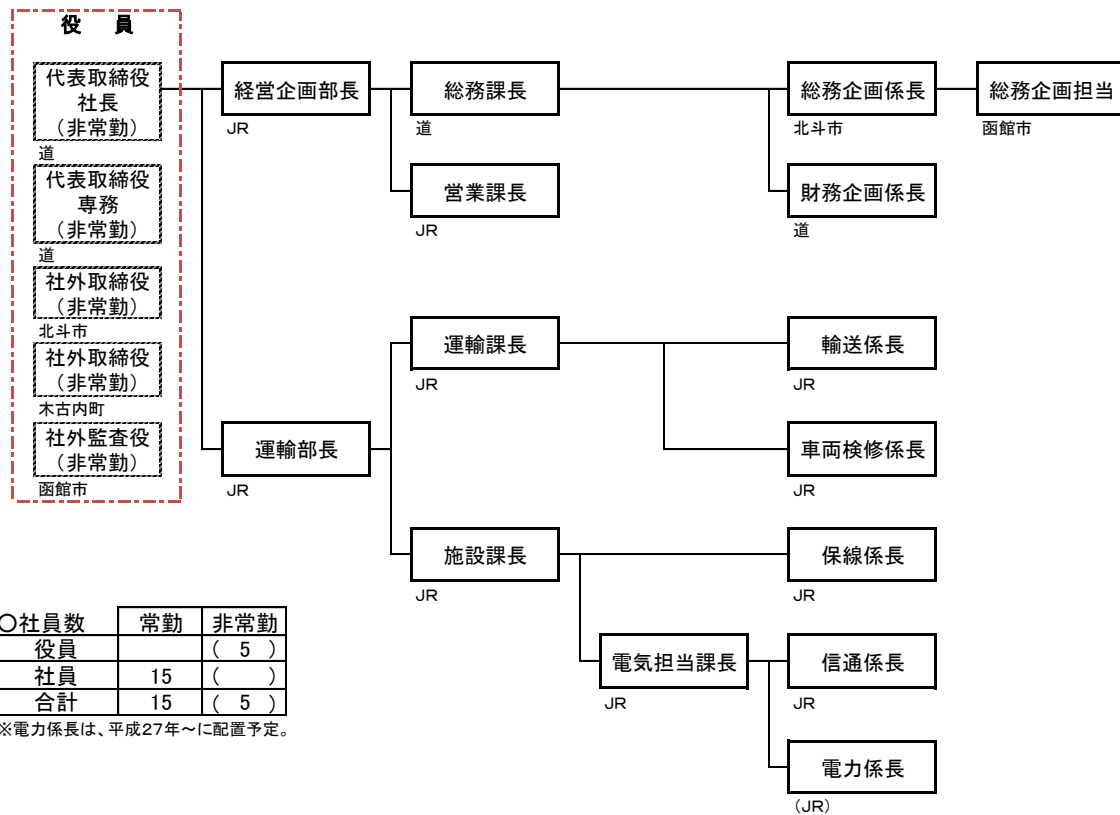 役　員
代表取締役
社長
（非常勤）
道
代表取締役
専務
（非常勤）
道
社外取締役
（非常勤）
北斗市
社外取締役
（非常勤）
木古内町
社外監査役
（非常勤）
函館市
経営企画部長
JR
総務課長
道
総務企画係長
北斗市
総務企画担当
函館市
営業課長
JR
財務企画係長
道
運輸部長
JR
運輸課長
JR
輸送係長
JR
車両検修係長
JR
施設課長
JR
保線係長
JR
電気担当課長
JR
信通係長
JR
電力係長
（JR）
○社員数　常勤　非常勤
役員　（　5　）
社員　15　（　　）
合計　15　（　5　）
※電力係長は、平成27年～に配置予定。